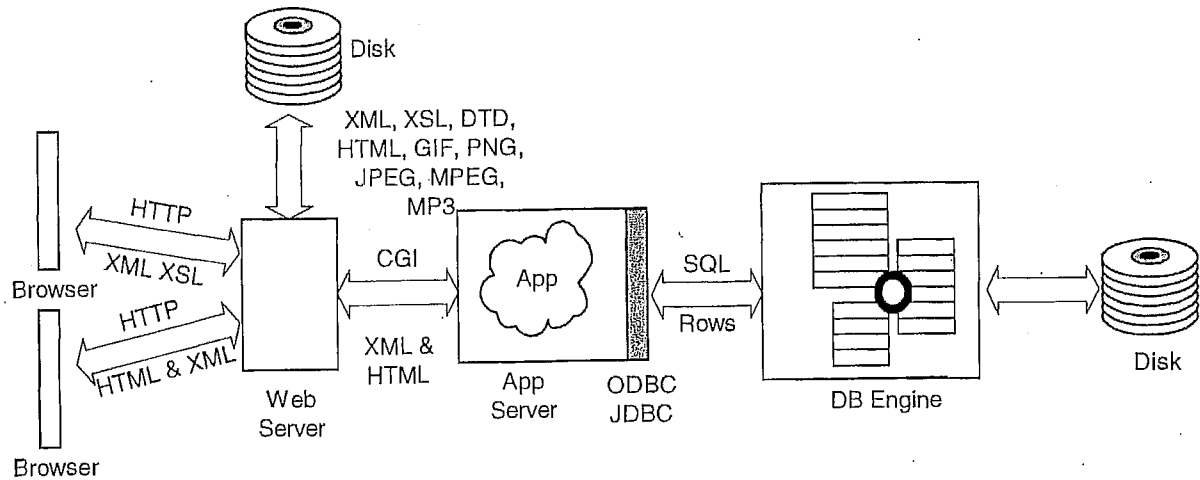 Disk
XML, XSL, DTD,
HTML, GIF, PNG,
JPEG, MPEG,
MP3
HTTP
XML XSL
Browser
HTTP
HTML & XML
Browser
Web
Server
CGI
XML &
HTML
App
App
Server
ODBC
JDBC
SQL
Rows
DB Engine
Disk